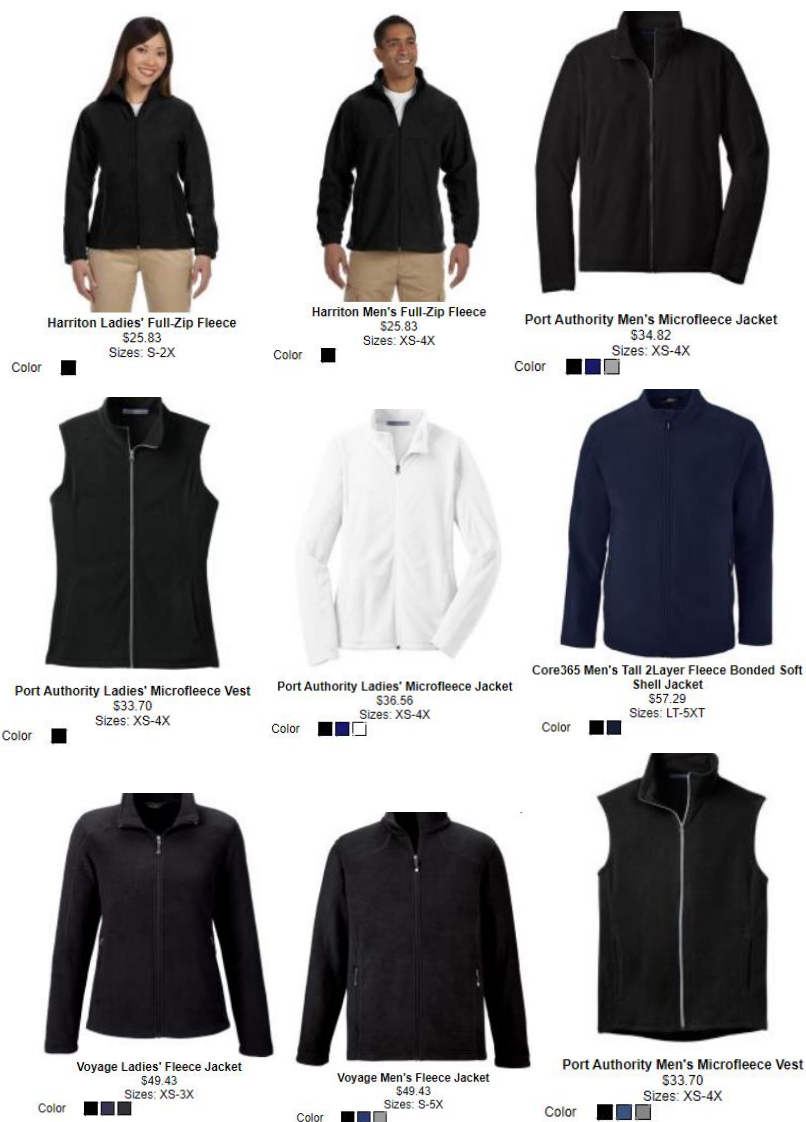 Harriton Ladies' Full-Zip Fleece
$25.83
Sizes: S-2X
Color
Harriton Men's Full-Zip Fleece
$25.83
Sizes: XS-4X
Color
Port Authority Men's Microfleece Jacket
$34.82
Sizes: XS-4X
Color
Port Authority Ladies' Microfleece Vest
$33.70
Sizes: XS-4X
Color
Port Authority Ladies' Microfleece Jacket
$36.56
Sizes: XS-4X
Color
Core365 Men's Tall 2Layer Fleece Bonded Soft
Shell Jacket
$57.29
Sizes: LT-5XT
Color
Voyage Ladies' Fleece Jacket
$49.43
Sizes: XS-3X
Color
Voyage Men's Fleece Jacket
$49.43
Sizes: S-5X
Color
Port Authority Men's Microfleece Vest
$33.70
Sizes: XS-4X
Color